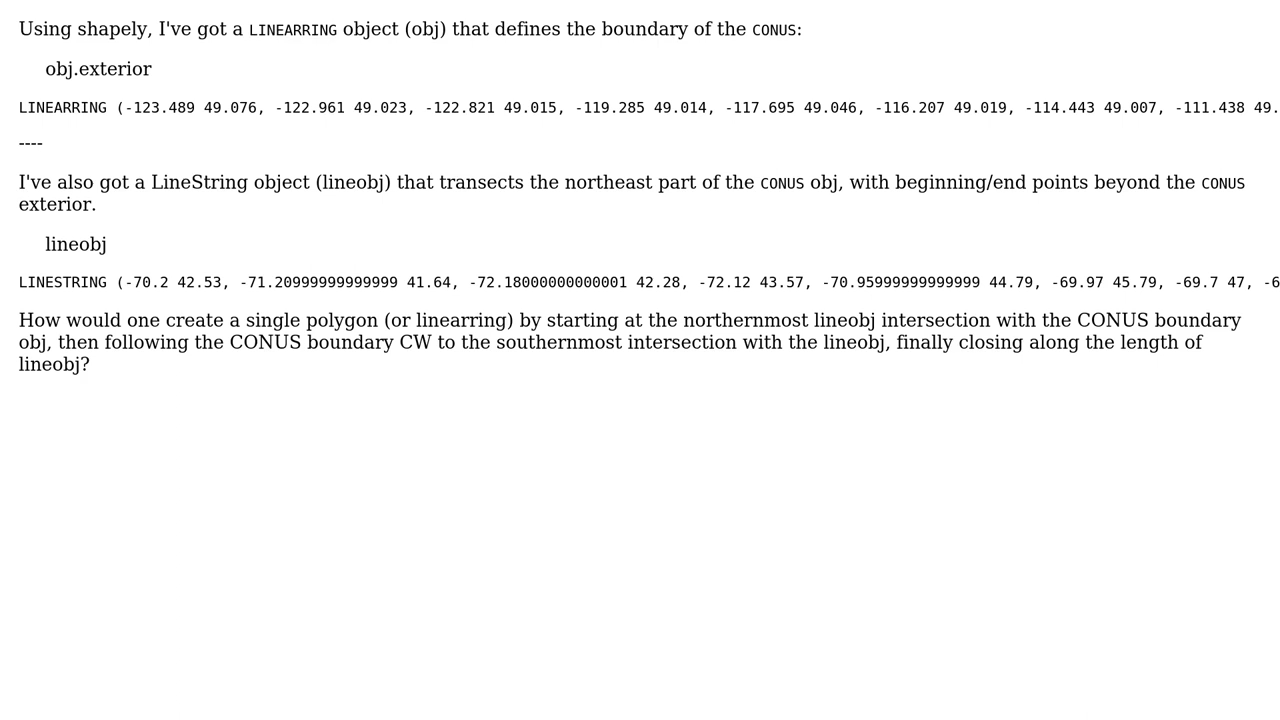 Using shapely, I've got a LINEARRING object (obj) that defines the boundary of the CONUS:
obj.exterior
LINEARRING (-123.489 49.076, -122.961 49.023, -122.821 49.015, -119.285 49.014, -117.695 49.046, -116.207 49.019, -114.443 49.007, -111.438 49.
----
I've also got a LineString object (lineobj) that transects the northeast part of the CONUS obj, with beginning/end points beyond the CONUS
exterior.
lineobj
LINESTRING (-70.2 42.53, -71.20999999999999 41.64, -72.18000000000001 42.28, -72.12 43.57, -70.95999999999999 44.79, -69.97 45.79, -69.7 47, -6
How would one create a single polygon (or linearring) by starting at the northernmost lineobj intersection with the CONUS boundary
obj, then following the CONUS boundary CW to the southernmost intersection with the lineobj, finally closing along the length of
lineobj?